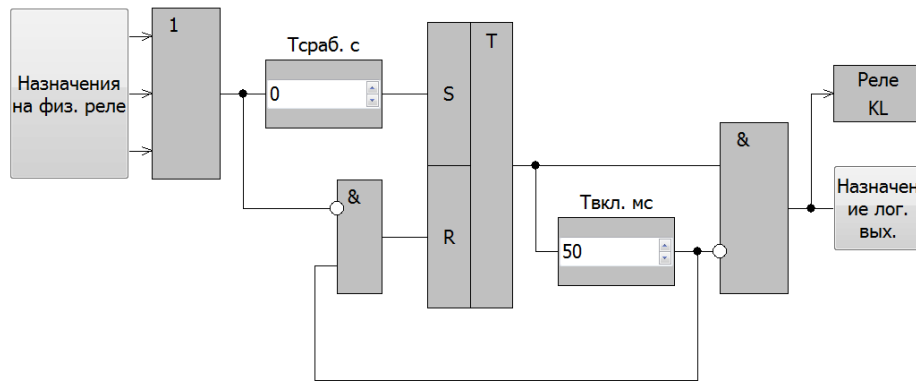 Назначения
на физ. реле
1
Тсраб. с
0
S
T
R
&
Твкл. мс
50
&
Реле
KL
Назначен
ие лог.
вых.